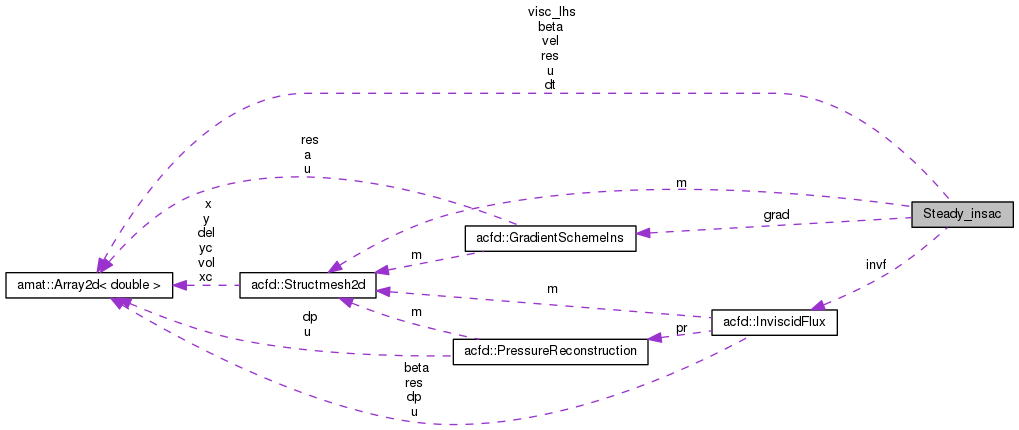 visc_lhs
beta
vel
res
u
dt
res
a
u
m
x
y
del
yc
vol
xc
Steady_insac
grad
acfd::GradientSchemeIns
m
invf
amat::Array2d< double >
acfd::Structmesh2d
m
dp
u
m
acfd::InviscidFlux
pr
acfd::PressureReconstruction
beta
res
dp
u